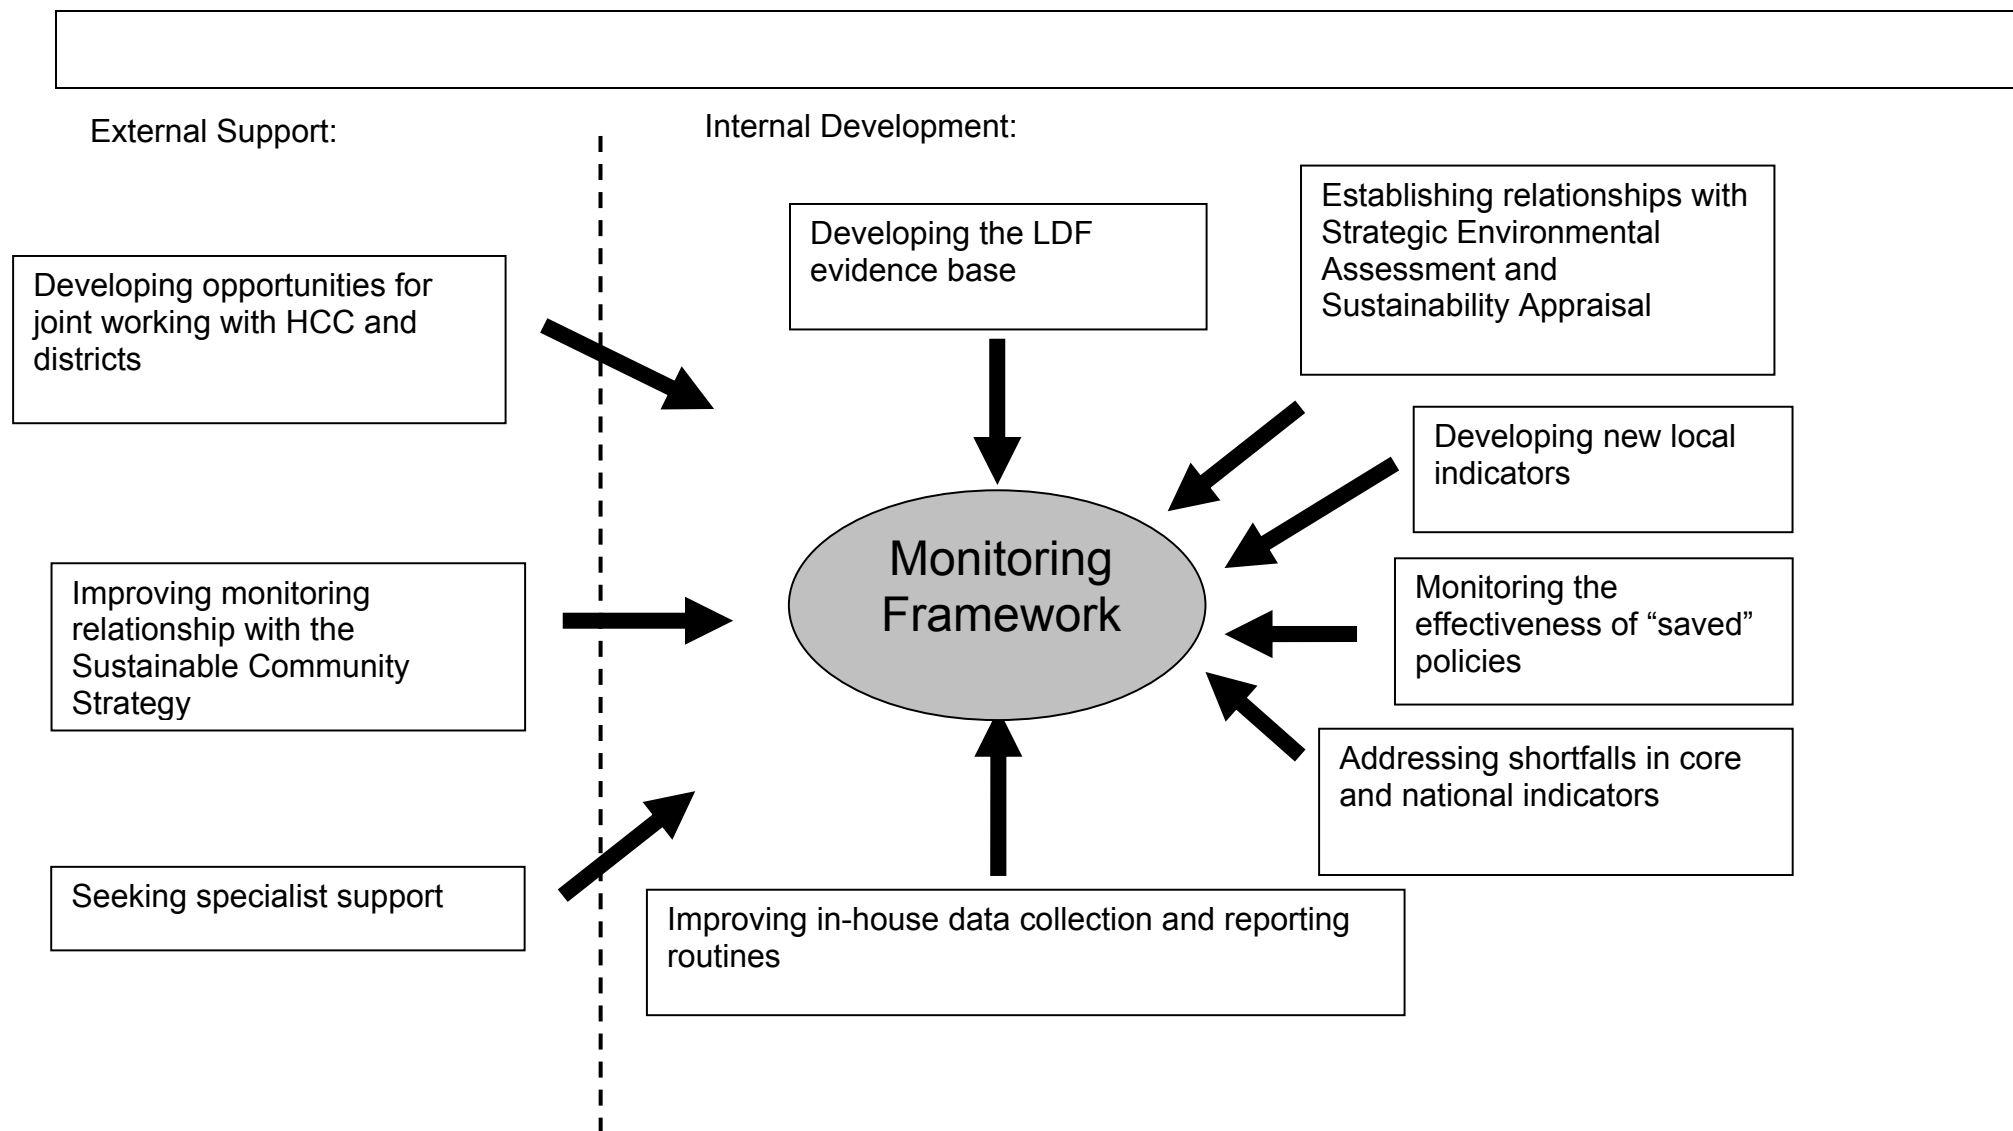 External Support:
Internal Development:
Developing opportunities for
joint working with HCC and
districts
Improving monitoring
relationship with the
Sustainable Community
Strategy
Seeking specialist support
Developing the LDF
evidence base
Establishing relationships with
Strategic Environmental
Assessment and
Sustainability Appraisal
Developing new local
indicators
Monitoring the
effectiveness of “saved”
policies
Addressing shortfalls in core
and national indicators
Monitoring
Framework
Improving in-house data collection and reporting
routines